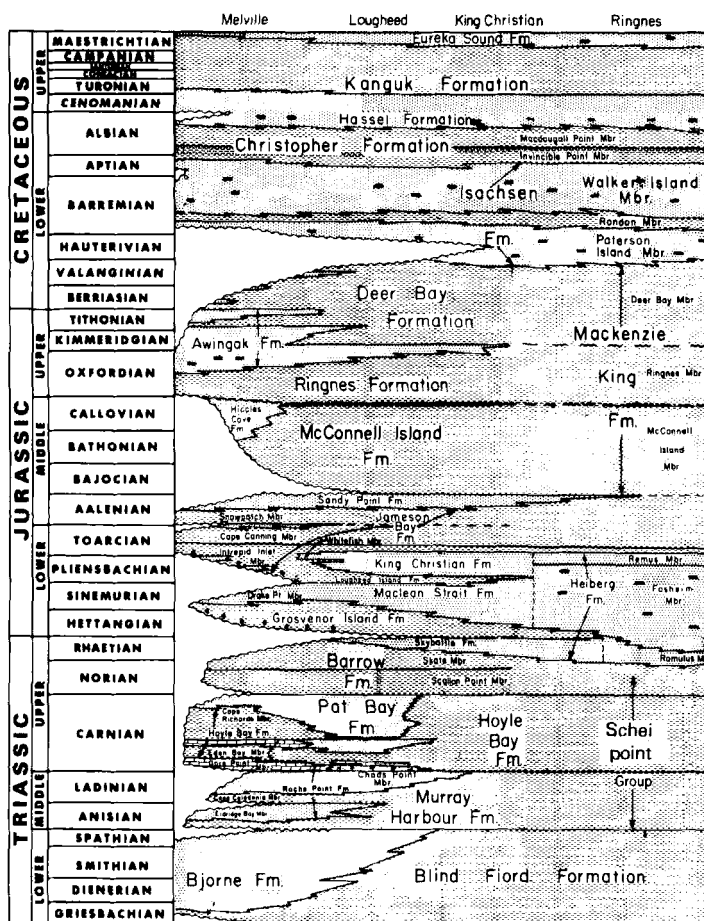 Melville Lougheed King Christian Ringnes
CRETACEOUS
UPPER
LOWER
MAESTRICHTIAN
CAMPANIAN
TURONIAN
CENOMANIAN
ALBIAN
APTIAN
BARREMIAN
HAUTERIVIAN
VALANGINIAN
BERRIASIAN
JURASSIC
UPPER
MIDDLE
LOWER
TITHONIAN
KIMMERIDGIAN
OXFORDIAN
CALLOVIAN
BATHONIAN
BAJOCIAN
AALENIAN
TOARCIAN
PLIENSBACHIAN
SINEMURIAN
HETTANGIAN
TRIASSIC
UPPER
MIDDLE
LOWER
RHAETIAN
NORIAN
CARNIAN
LADINIAN
ANISIAN
SPATHIAN
SMITHIAN
DIENERIAN
GRIESBACHIAN
Eureka Sound Fm.
Kanguk Formation
Hassel Formation
Macdougall Point Mbr.
Christopher Formation
Invincible Point Mbr.
Isachsen
Walker Island
Mbr.
Rondon Mbr.
Fm.
Paterson
Island Mbr.
Deer Bay
Formation
Deer Bay Mbr
Awingak Fm.
Mackenzie
Ringnes Formation
King
Ringnes Mbr
Hiccles
Cove
Fm
McConnell Island
Fm.
Fm.
McConnell
Island
Mbr
Sandy Point Fm.
Snowpatch Mbr
Jameson
Bay
Fm.
Cape Canning Mbr
Whitefish Mbr
Intrepid Inlet
Mbr
King Christian Fm
Remus Mbr.
Lougheed Island Fm
Heiberg
Fm.
Fosheim
Mbr
Drake Pt. Mbr
Maclean Strait Fm.
Grosvenor Island Fm.
Skybattle Fm.
Romulus M
Barrow
Fm.
Skate Mbr
Scallon Point Mbr.
Cape
Richards Mbr
Pat Bay
Fm.
Hoyle Bay Fm.
Hoyle
Bay
Fm.
Eden Bay Mbr
Schei
point
Group
Chads Point
Mbr
Roche Point Fm.
Cape Caledonia Mbr
Murray
Harbour Fm.
Eldridge Bay Mbr
Bjorne Fm.
Blind Fiord Formation